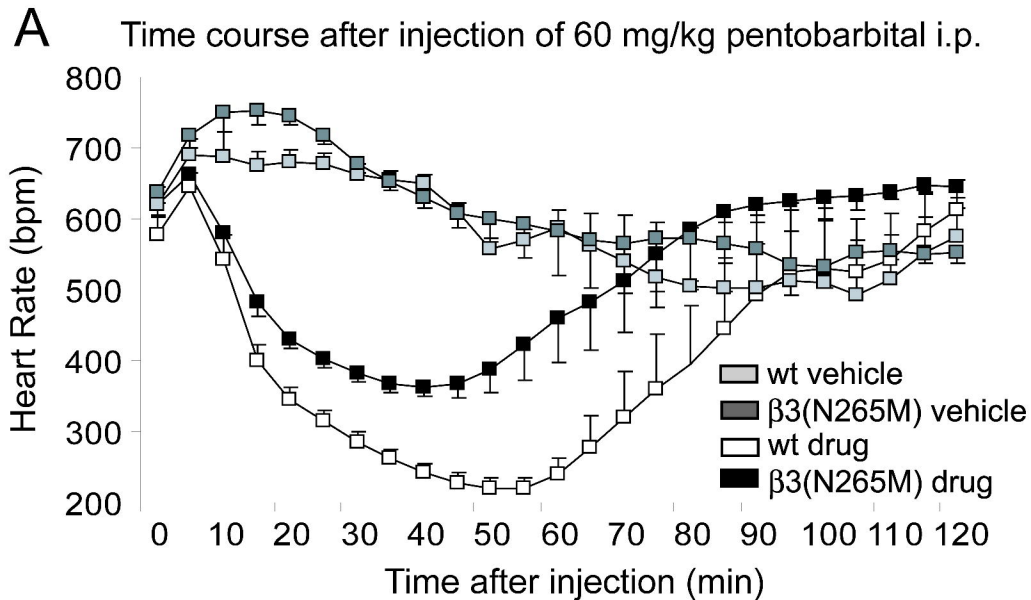 A
Time course after injection of 60 mg/kg pentobarbital i.p.
800
700
600
500
400
300
200
Heart Rate (bpm)
wt vehicle
β3(N265M) vehicle
wt drug
β3(N265M) drug
0 10 20 30 40 50 60 70 80 90 100 110 120
Time after injection (min)